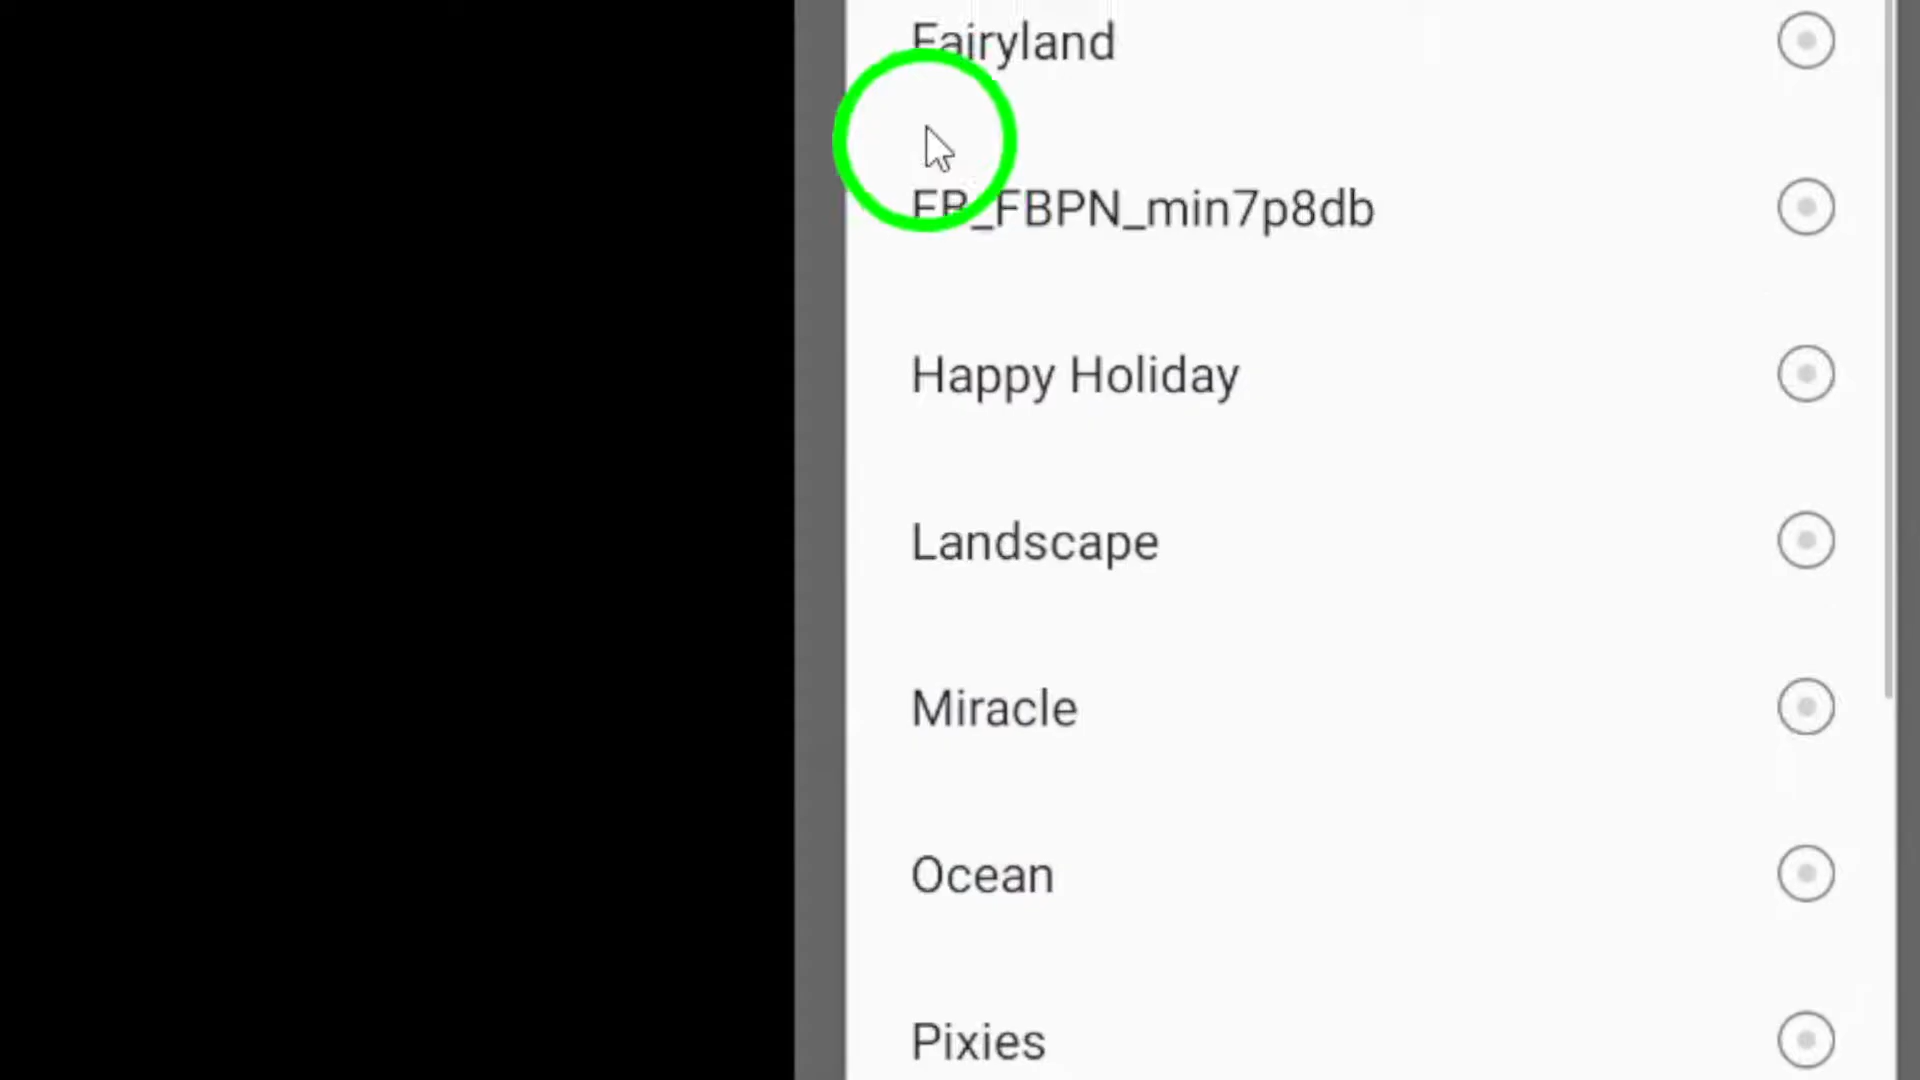 Fairyland
FB_FBPN_min7p8db
Happy Holiday
Landscape
Miracle
Ocean
Pixies